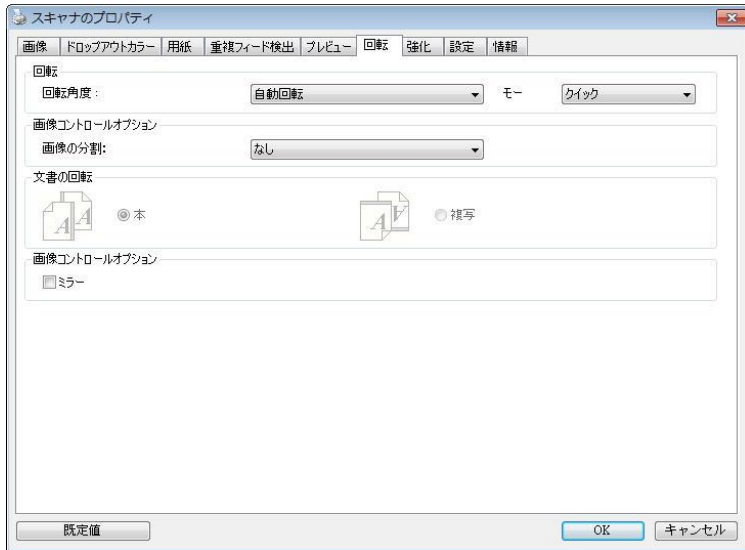 スキャナのプロパティ
画像 ドロップアウトカラー 用紙 重複フィード検出 プレビュー 回転 強化 設定 情報
回転
回転角度 : 自動回転 モー クイック
画像コントロールオプション
画像の分割: なし
文書の回転
A A 本 A A 複写
画像コントロールオプション
ミラー
既定値 OK キャンセル